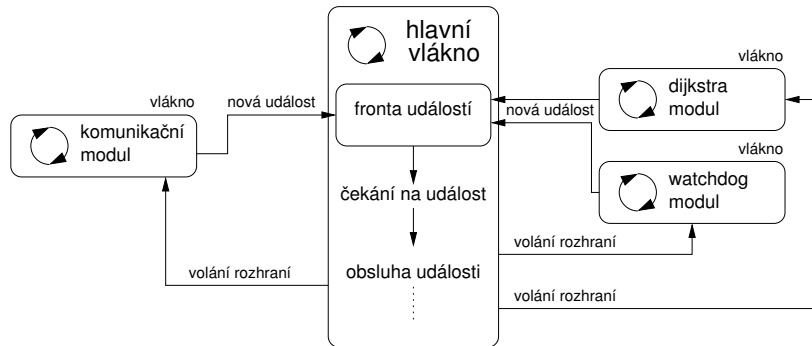 hlavní
vlákno
fronta událostí
čekání na událost
obsluha události
vlákno
komunikační
modul
nová událost
volání rozhraní
vlákno
dijkstra
modul
nová událost
vlákno
watchdog
modul
volání rozhraní
volání rozhraní